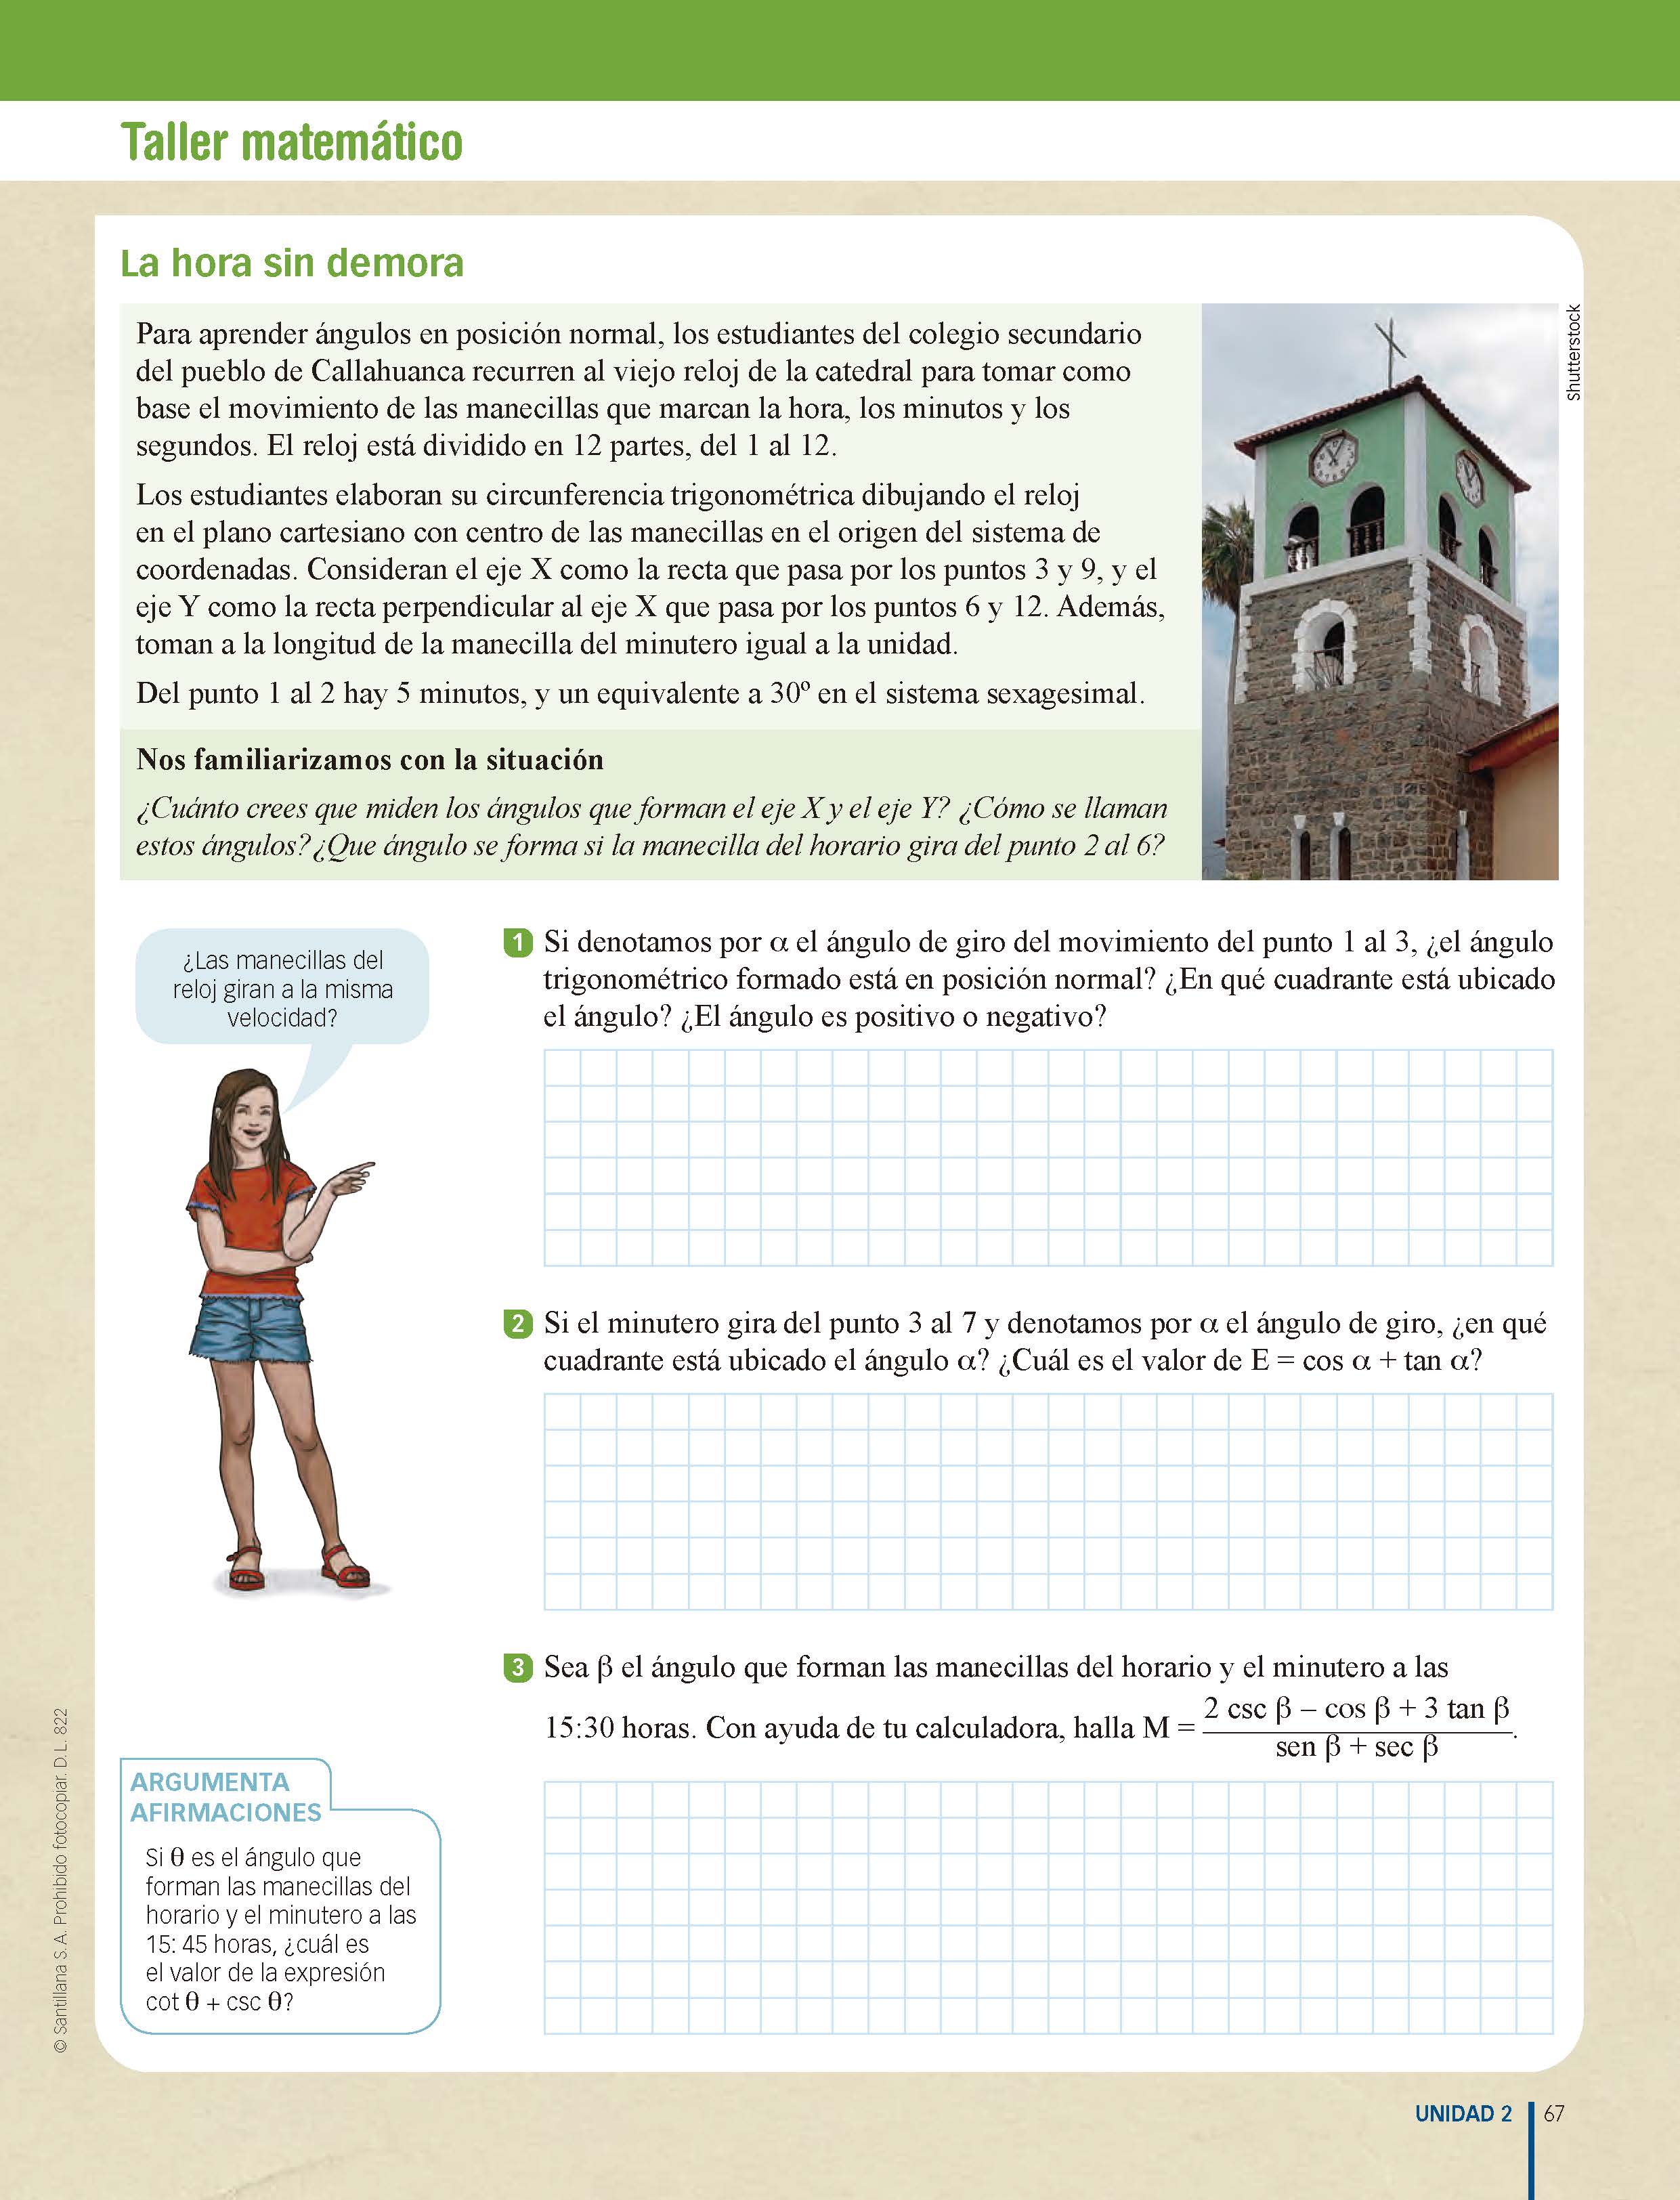 Taller matemático
La hora sin demora
Para aprender ángulos en posición normal, los estudiantes del colegio secundario
del pueblo de Callahuanca recurren al viejo reloj de la catedral para tomar como
base el movimiento de las manecillas que marcan la hora, los minutos y los
segundos. El reloj está dividido en 12 partes, del 1 al 12.
Los estudiantes elaboran su circunferencia trigonométrica dibujando el reloj
en el plano cartesiano con centro de las manecillas en el origen del sistema de
coordenadas. Consideran el eje X como la recta que pasa por los puntos 3 y 9, y el
eje Y como la recta perpendicular al eje X que pasa por los puntos 6 y 12. Además,
toman a la longitud de la manecilla del minutero igual a la unidad.
Del punto 1 al 2 hay 5 minutos, y un equivalente a 30º en el sistema sexagesimal.
Shutterstock
Nos familiarizamos con la situación
¿Cuánto crees que miden los ángulos que forman el eje X y el eje Y? ¿Cómo se llaman
estos ángulos? ¿Que ángulo se forma si la manecilla del horario gira del punto 2 al 6?
¿Las manecillas del
reloj giran a la misma
velocidad?
1 Si denotamos por α el ángulo de giro del movimiento del punto 1 al 3, ¿el ángulo
trigonométrico formado está en posición normal? ¿En qué cuadrante está ubicado
el ángulo? ¿El ángulo es positivo o negativo?
2 Si el minutero gira del punto 3 al 7 y denotamos por α el ángulo de giro, ¿en qué
cuadrante está ubicado el ángulo α? ¿Cuál es el valor de E = cos α + tan α?
3 Sea β el ángulo que forman las manecillas del horario y el minutero a las
15:30 horas. Con ayuda de tu calculadora, halla M = 2 csc β – cos β + 3 tan β
sen β + sec β.
ARGUMENTA
AFIRMACIONES
Si θ es el ángulo que
forman las manecillas del
horario y el minutero a las
15: 45 horas, ¿cuál es
el valor de la expresión
cot θ + csc θ?
© Santillana S. A. Prohibido fotocopiar. D. L. 822
UNIDAD 2 67